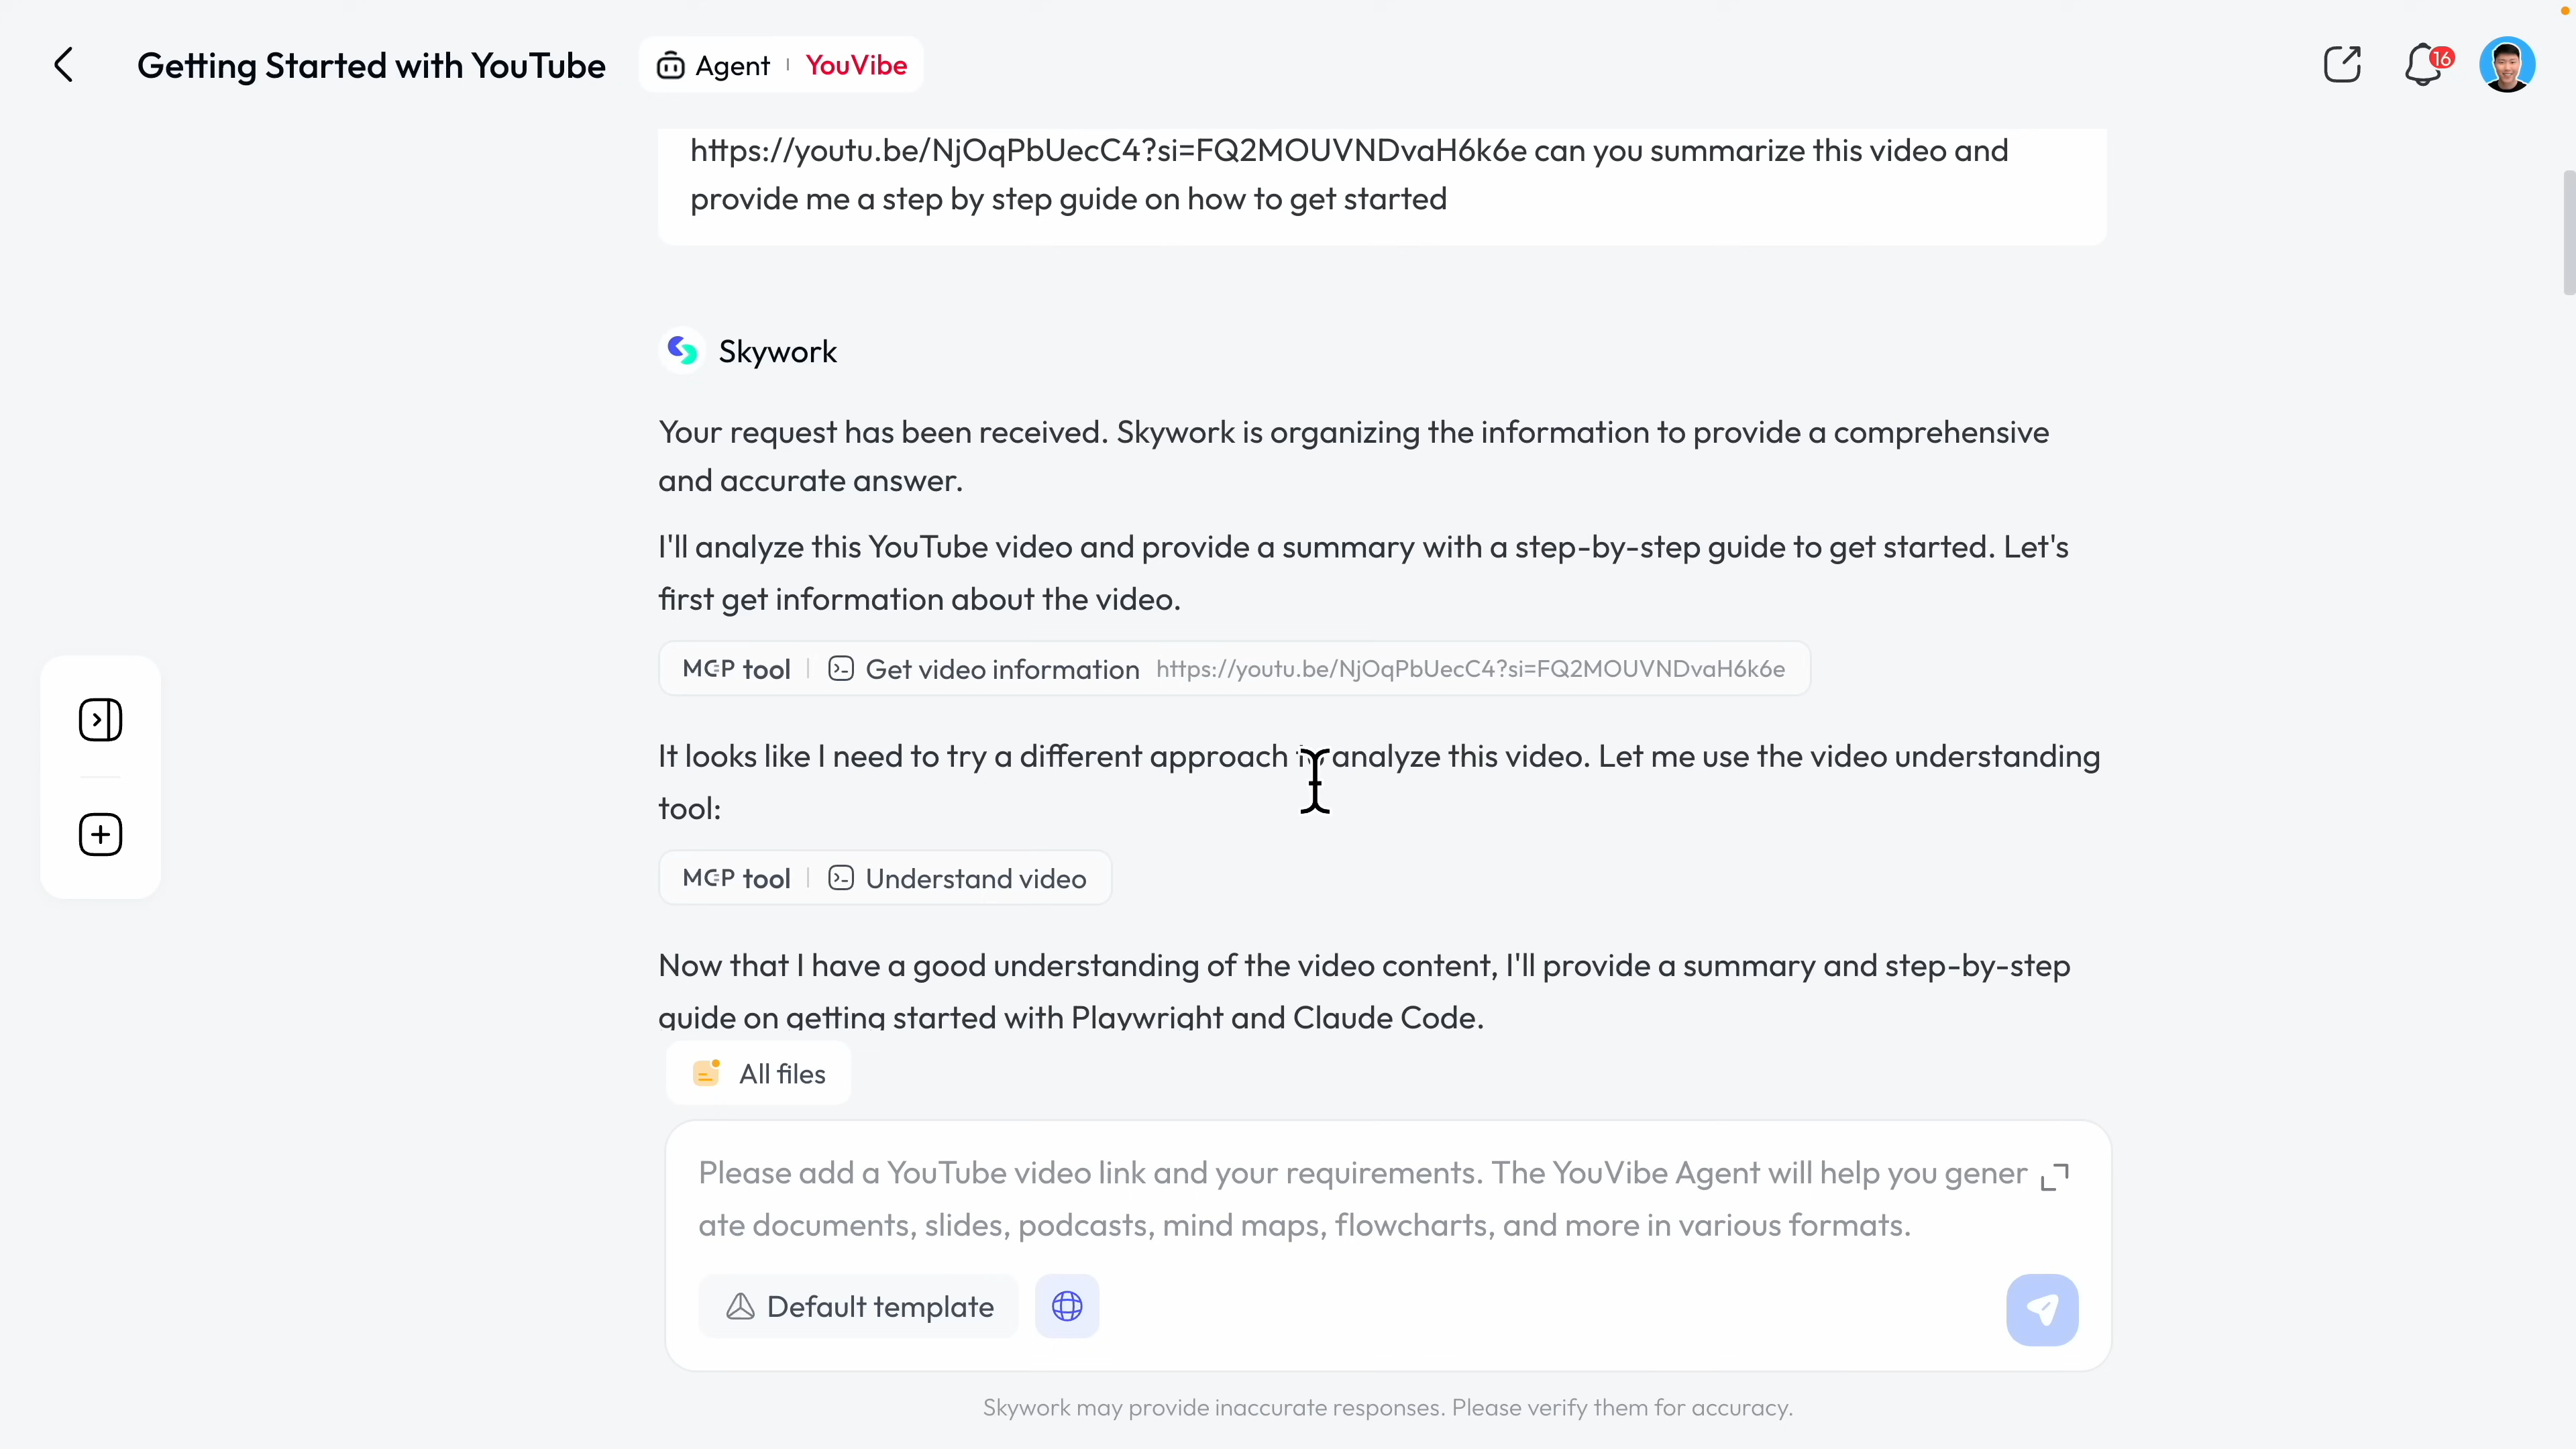 Getting Started with YouTube
Agent
YouVibe
16
https://youtu.be/NjOqPbUecC4?si=FQ2MOUVNDvaH6k6e can you summarize this video and
provide me a step by step guide on how to get started
Skywork
Your request has been received. Skywork is organizing the information to provide a comprehensive
and accurate answer.
I'll analyze this YouTube video and provide a summary with a step-by-step guide to get started. Let's
first get information about the video.
MCP tool | Get video information https://youtu.be/NjOqPbUecC4?si=FQ2MOUVNDvaH6k6e
It looks like I need to try a different approach to analyze this video. Let me use the video understanding
tool:
MCP tool | Understand video
Now that I have a good understanding of the video content, I'll provide a summary and step-by-step
guide on getting started with Playwright and Claude Code.
All files
Please add a YouTube video link and your requirements. The YouVibe Agent will help you gener
ate documents, slides, podcasts, mind maps, flowcharts, and more in various formats.
Default template
Skywork may provide inaccurate responses. Please verify them for accuracy.